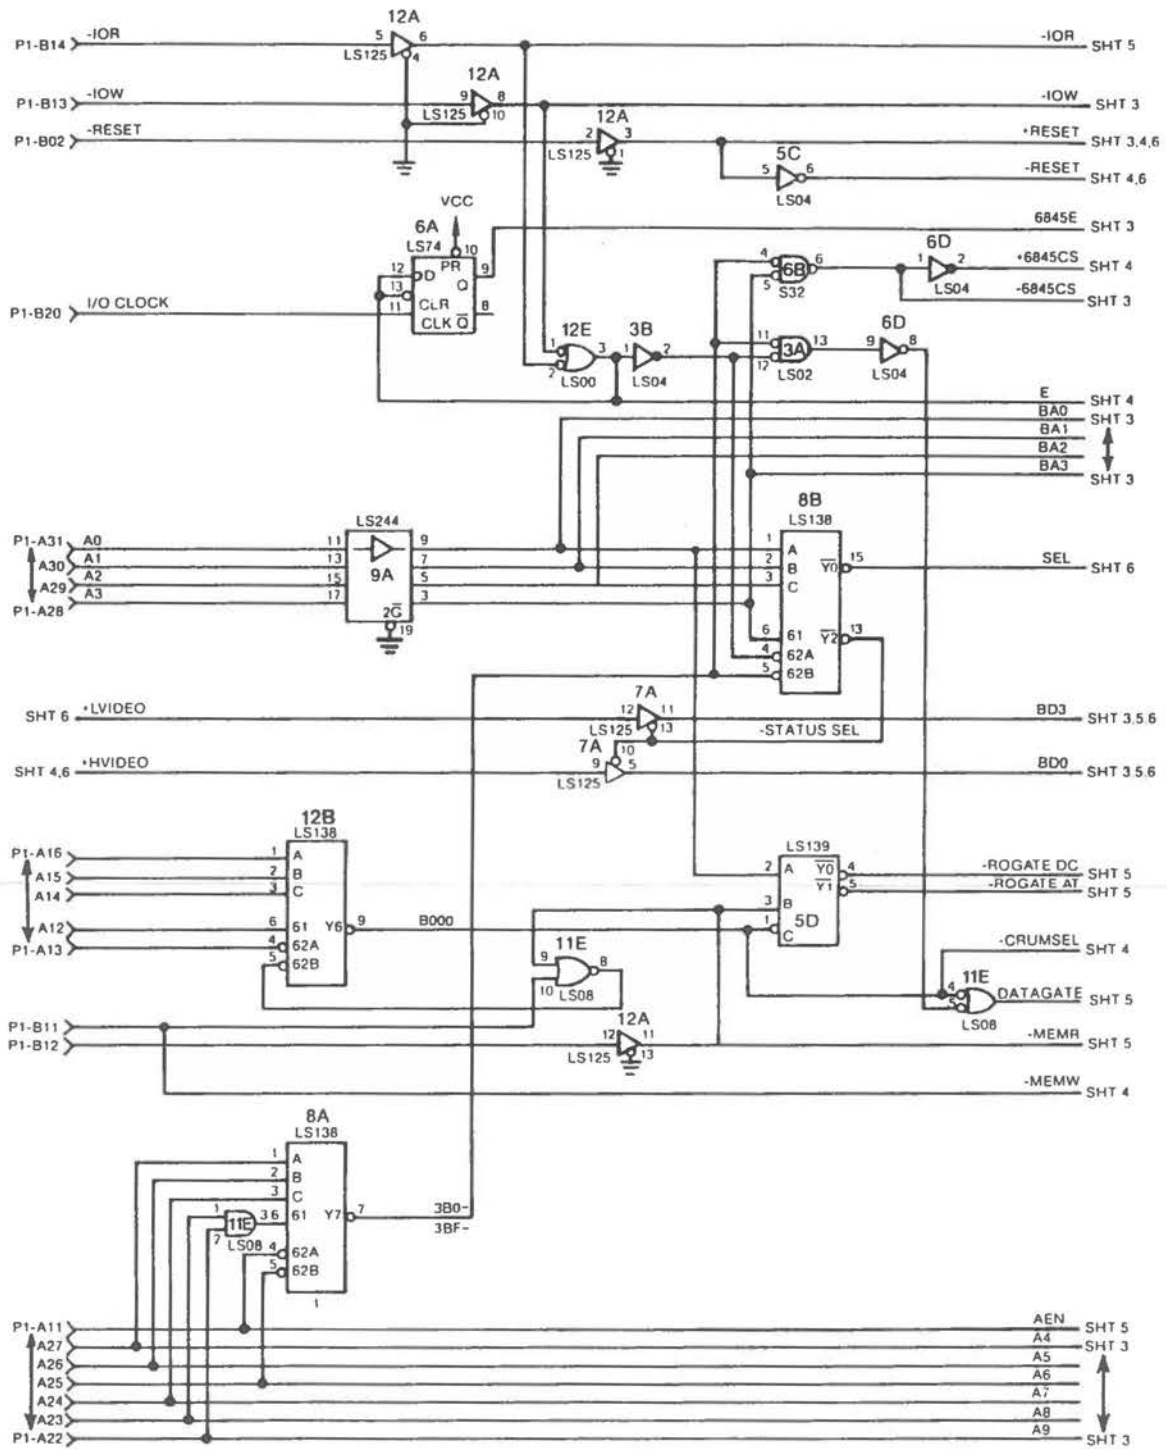 12A
P1-B14 -IOR 5 6 -IOR SHT 5
LS125 4
12A
P1-B13 -IOW 9 8 -IOW SHT 3
LS125 10
12A
P1-B02 -RESET 2 3 +RESET SHT 3,4,6
LS125 1
5C
5 6 -RESET SHT 4,6
LS04
VCC
6A
LS74 10
6845E SHT 3
PR
12 D Q 9
13 CLR
P1-B20 I/O CLOCK 11 CLK Q 8
4 6B 6
5 S32
6D
1 2 +6845CS SHT 4
LS04
-6845CS SHT 3
12E
1 3
2 LS00
3B
1 2
LS04
11 3A 13
12 LS02
6D
9 8
LS04
E SHT 4
BA0 SHT 3
BA1
BA2
BA3 SHT 3
8B
LS138
LS244
P1-A31 A0 11 9 1 A
A30 A1 13 7 2 B Y0 15 SEL SHT 6
A29 A2 15 9A 5 3 C
P1-A28 A3 17 3
2G 19
6 61 Y2 13
4 62A
5 62B
7A
SHT 6 +LVIDEO 12 11 BD3 SHT 3,5,6
LS125 13
-STATUS SEL
7A 10
SHT 4,6 +HVIDEO 9 5 BD0 SHT 3 5 6
LS125
12B
LS138
LS139
P1-A16 1 A
A15 2 B
A14 3 C
2 A Y0 4 -ROGATE DC SHT 5
Y1 5 -ROGATE AT SHT 5
3 B
1 C 5D
A12 6 61 Y6 9 B000
P1-A13 4 62A
5 62B
11E
9 8
10 LS08
-CRUMSEL SHT 4
11E
4 DATAGATE SHT 5
5 LS08
P1-B11
12A
P1-B12 12 11 -MEMR SHT 5
LS125 13
-MEMW SHT 4
8A
LS138
1 A
2 B
3 C
1 11E 3 6 61 Y7 7 3B0-
3BF-
LS08 4 62A
5 62B
1
P1-A11 AEN SHT 5
A27 A4 SHT 3
A26 A5
A25 A6
A24 A7
A23 A8
P1-A22 A9 SHT 3